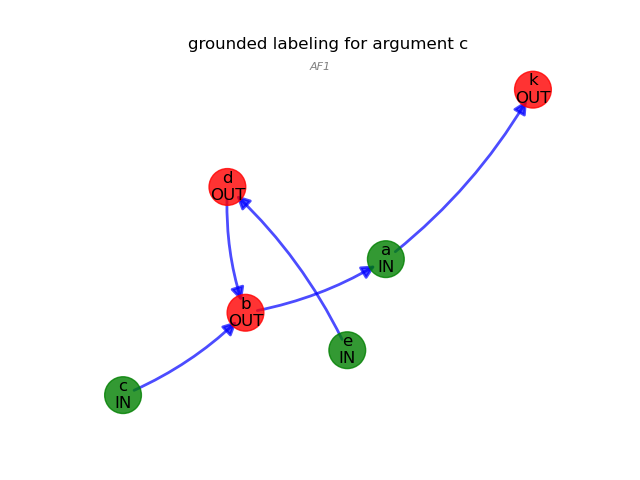 grounded labeling for argument c
AF1
k
OUT
d
OUT
a
IN
b
OUT
e
IN
c
IN